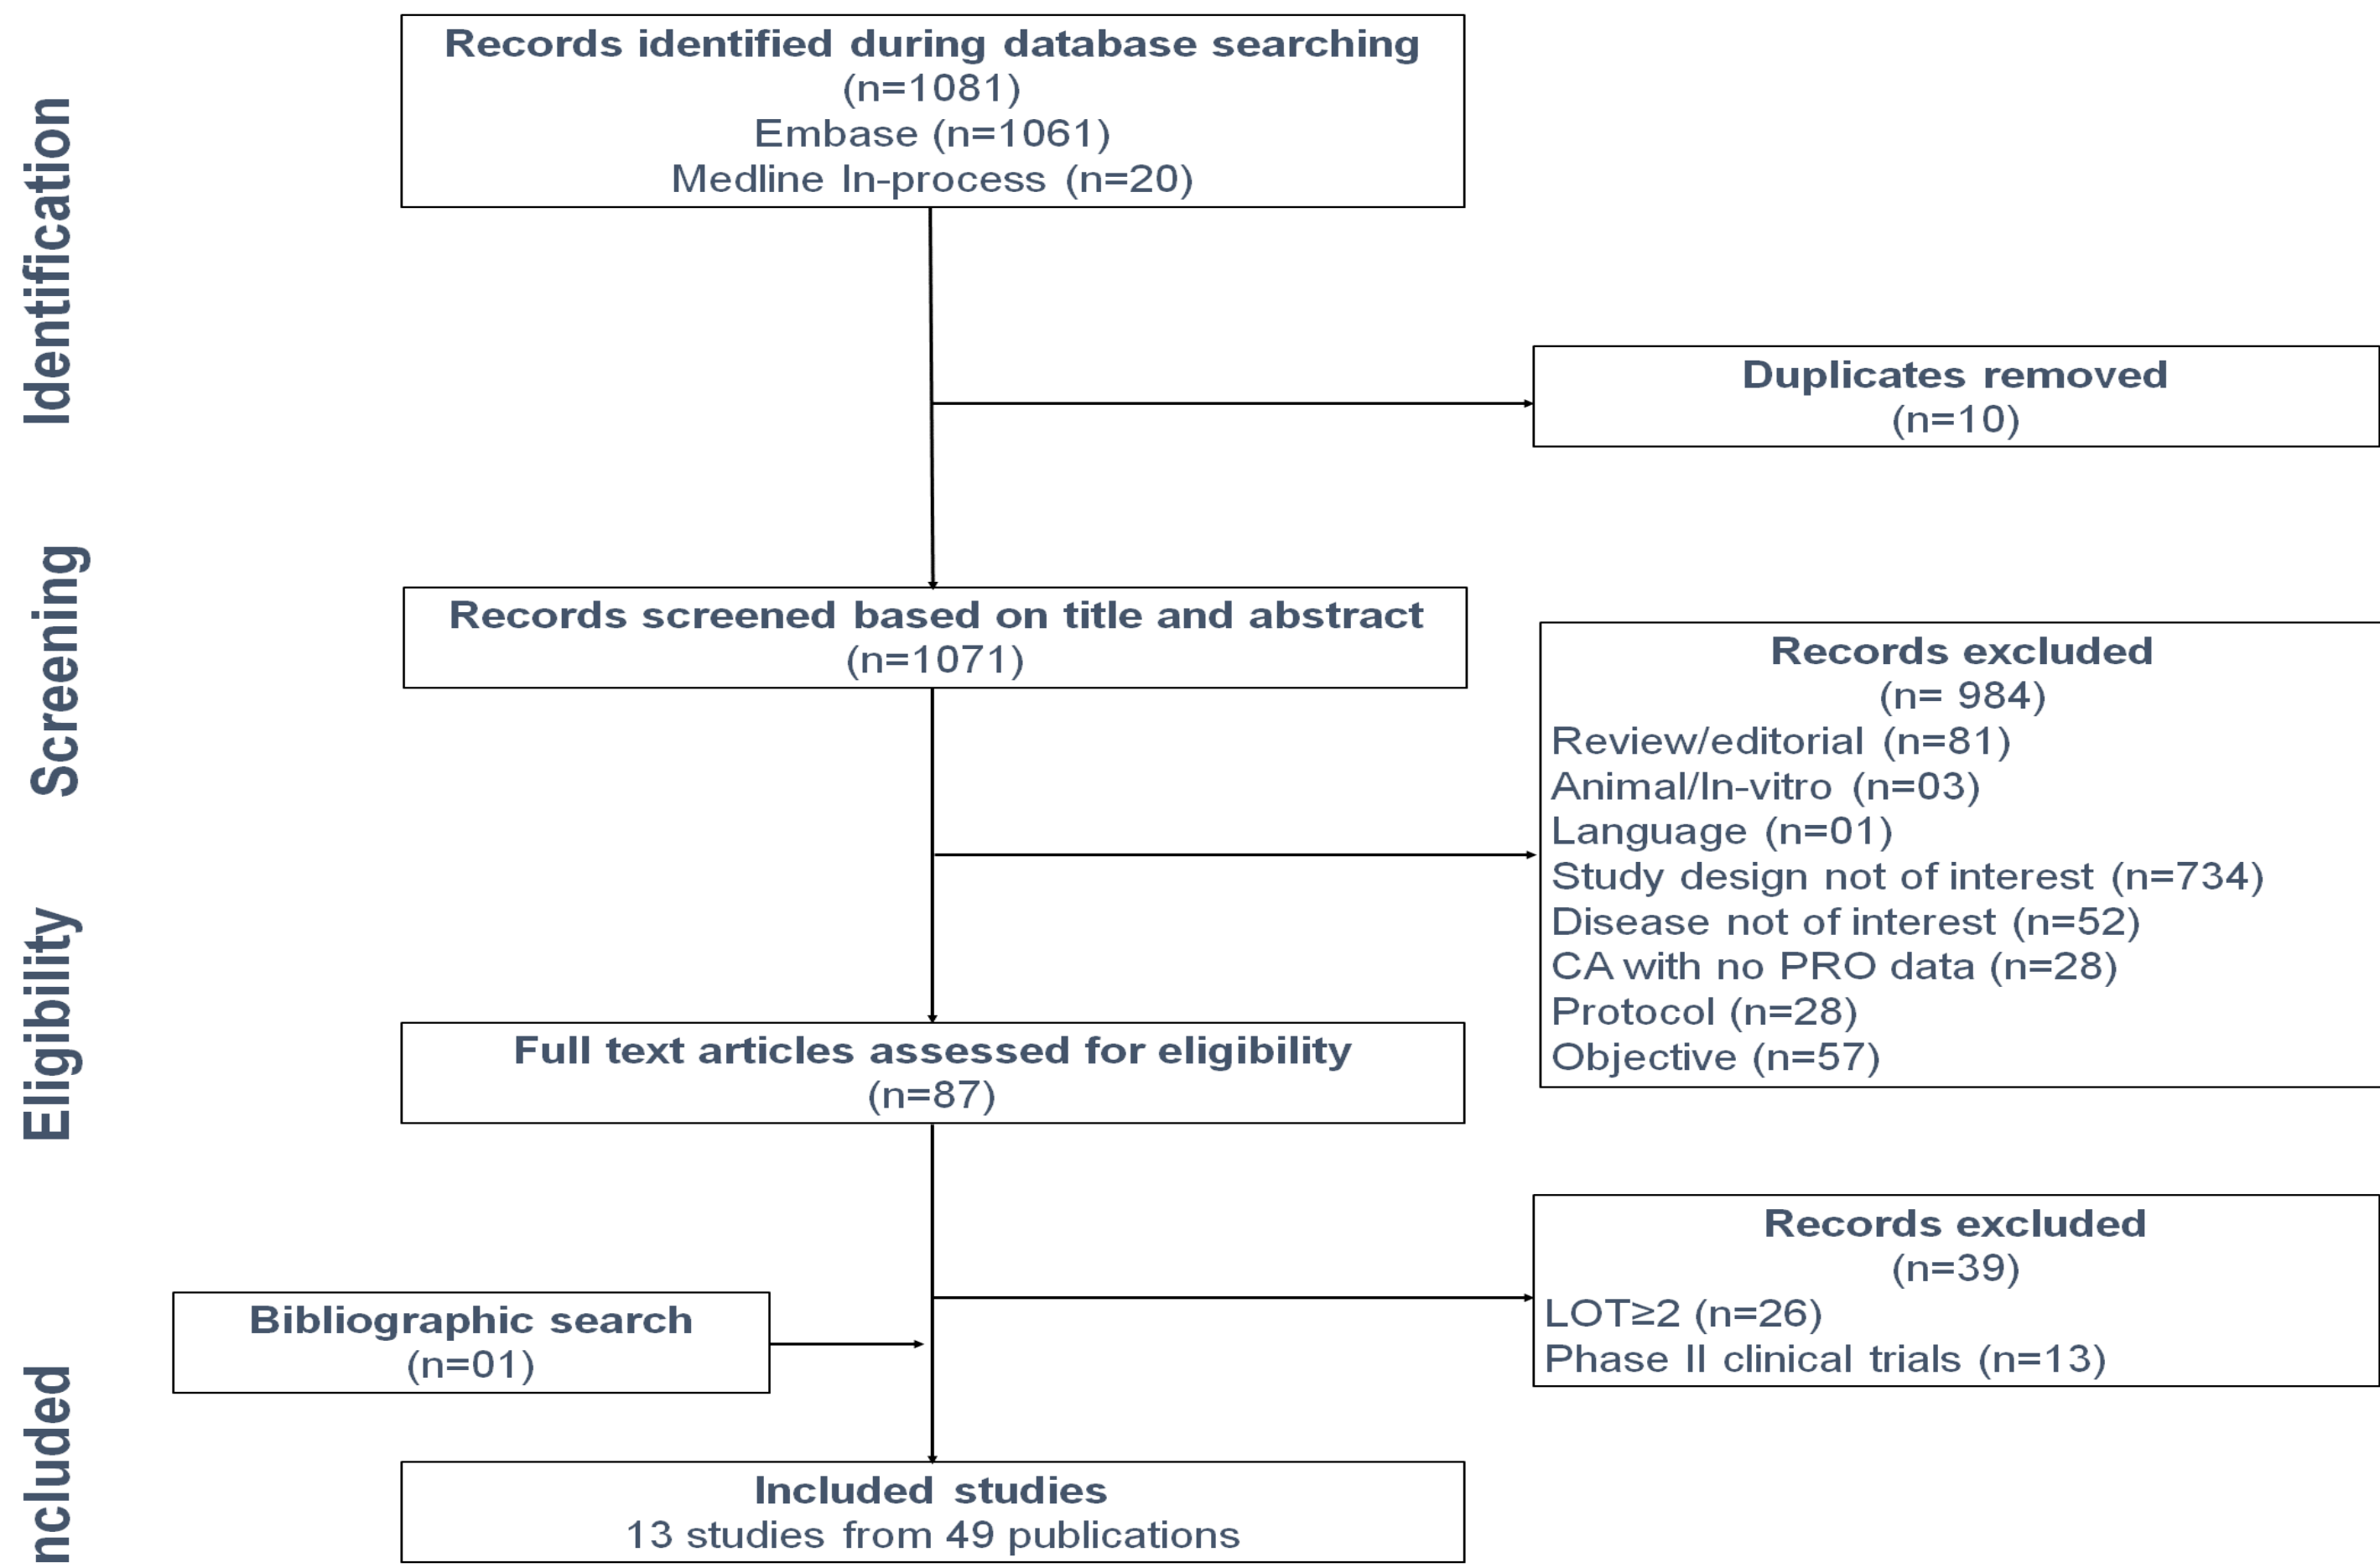 Identification
Records identified during database searching
(n=1081)
Embase (n=1061)
Medline In-process (n=20)
Duplicates removed
(n=10)
Screening
Records screened based on title and abstract
(n=1071)
Records excluded
(n= 984)
Review/editorial (n=81)
Animal/In-vitro (n=03)
Language (n=01)
Study design not of interest (n=734)
Disease not of interest (n=52)
CA with no PRO data (n=28)
Protocol (n=28)
Objective (n=57)
Eligibility
Full text articles assessed for eligibility
(n=87)
Records excluded
(n=39)
LOT≥2 (n=26)
Phase II clinical trials (n=13)
Bibliographic search
(n=01)
ncluded
Included studies
13 studies from 49 publications